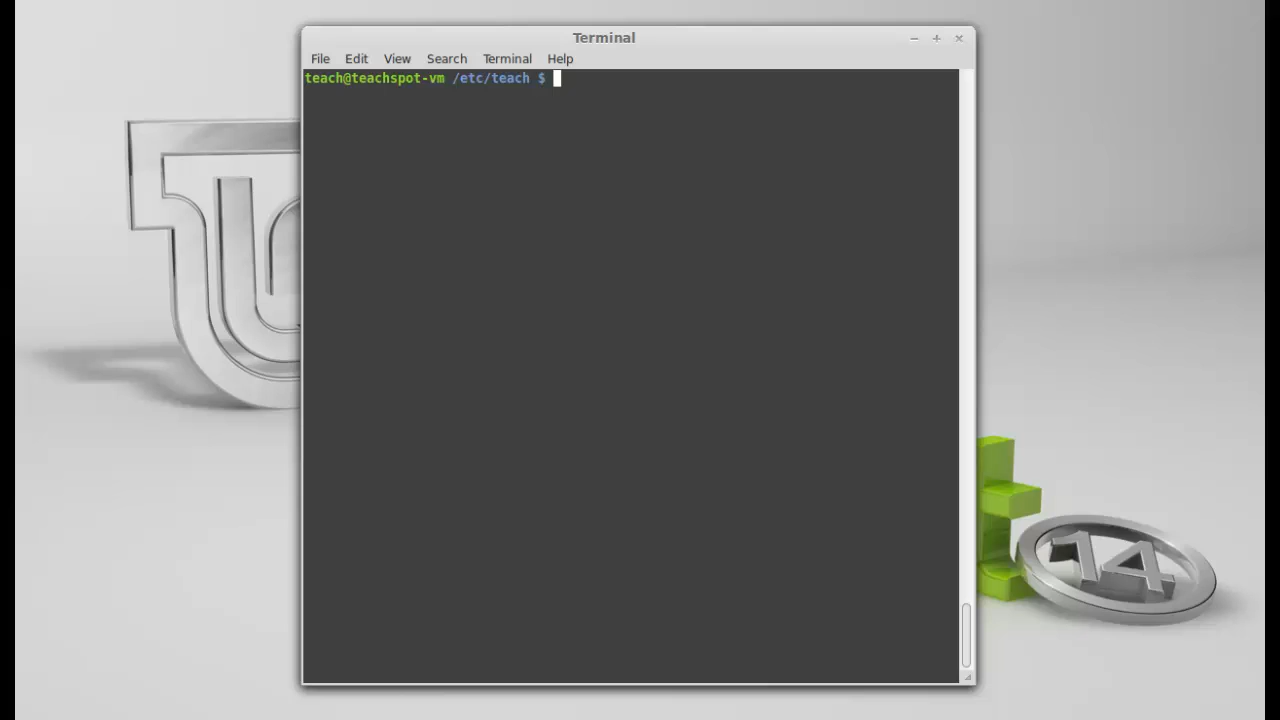 Terminal
File Edit View Search Terminal Help
teach@teachspot-vm /etc/teach $
14